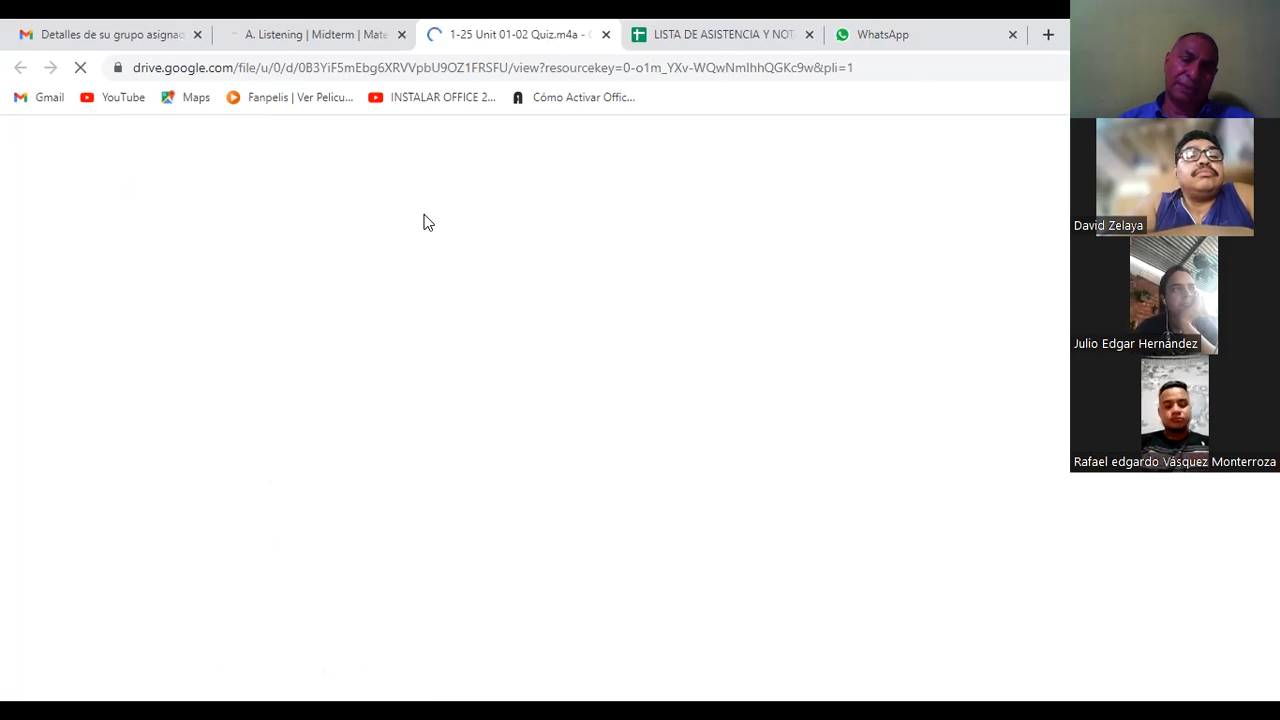 Detalles de su grupo asignac
A. Listening | Midterm | Mate
1-25 Unit 01-02 Quiz.m4a - G
LISTA DE ASISTENCIA Y NOT
WhatsApp
drive.google.com/file/u/0/d/0B3YiF5mEbg6XRVVpbU9OZ1FRSFU/view?resourcekey=0-o1m_YXv-WQwNmIhhQGKc9w&pli=1
Gmail
YouTube
Maps
Fanpelis | Ver Pelicu...
INSTALAR OFFICE 2...
Cómo Activar Offic...
David Zelaya
Julio Edgar Hernández
Rafael edgardo Vásquez Monterroza